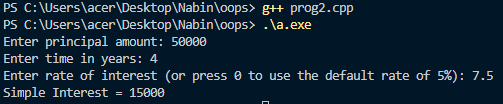 PS C:\Users\acer\Desktop\Nabin\oops> g++ prog2.cpp
PS C:\Users\acer\Desktop\Nabin\oops> .\a.exe
Enter principal amount: 50000
Enter time in years: 4
Enter rate of interest (or press 0 to use the default rate of 5%): 7.5
Simple Interest = 15000